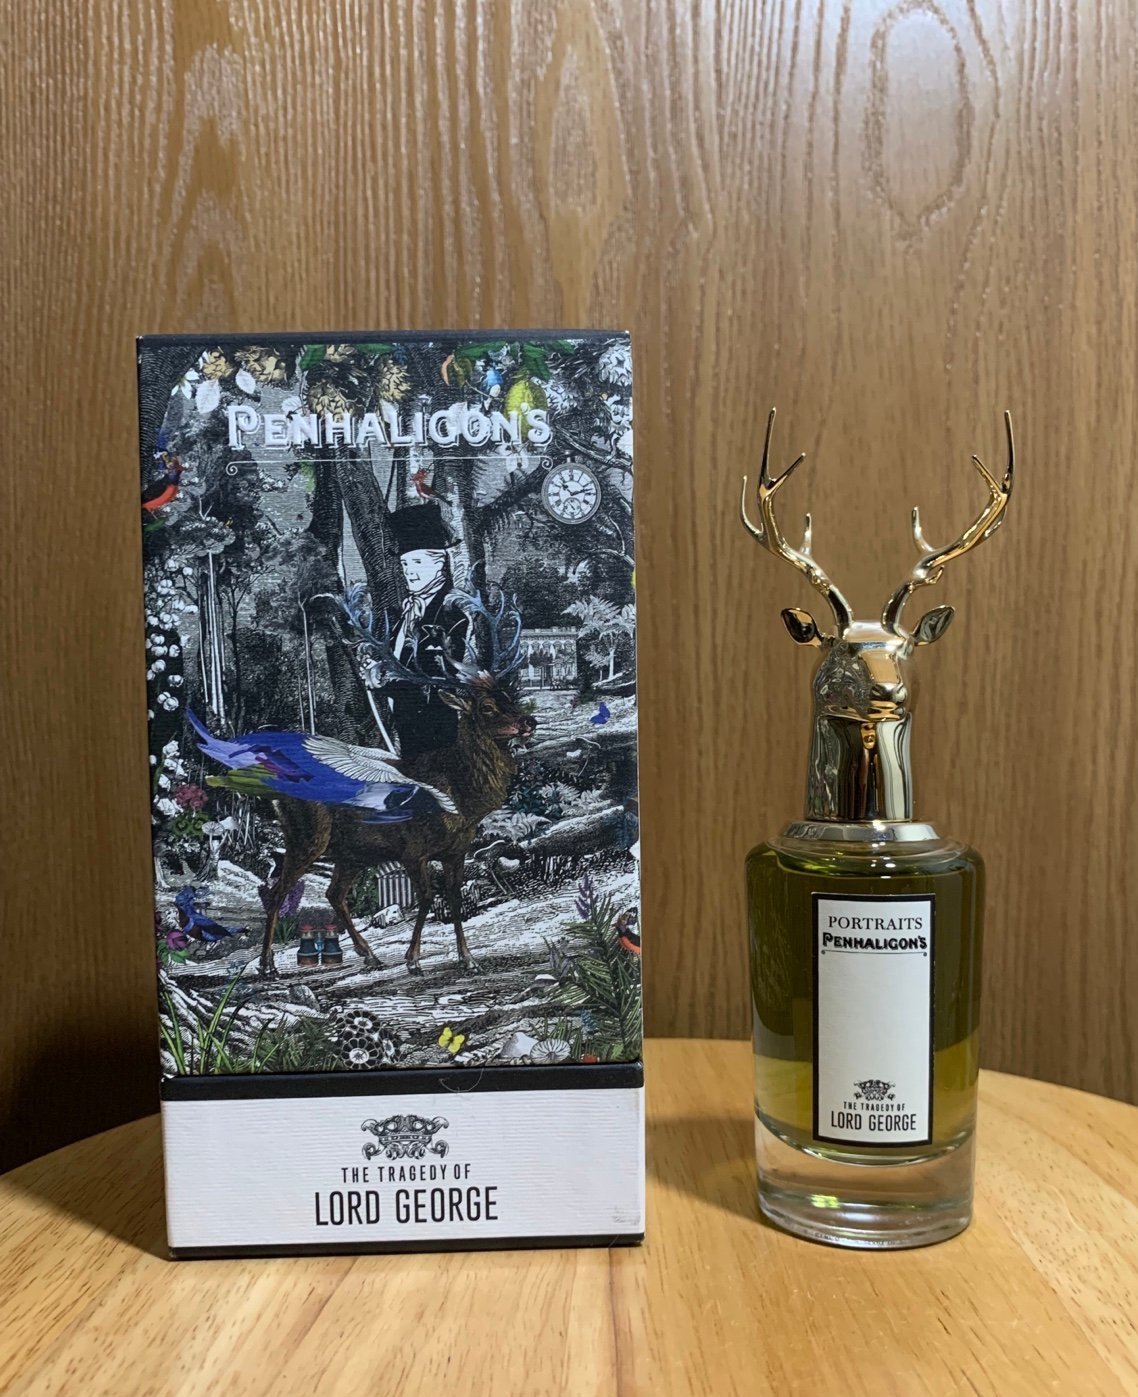 PENHALIGON'S
THE TRAGEDY OF
LORD GEORGE
PORTRAITS
PENHALIGON'S
THE TRAGEDY OF
LORD GEORGE